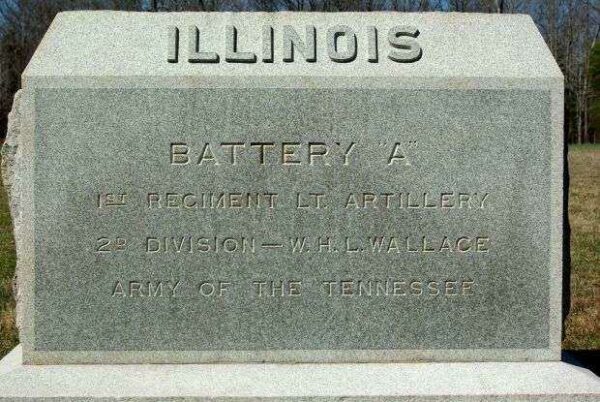 ILLINOIS
BATTERY "A"
1ST REGIMENT LT. ARTILLERY.
2D DIVISION — W.H.L. WALLACE
ARMY OF THE TENNESSEE